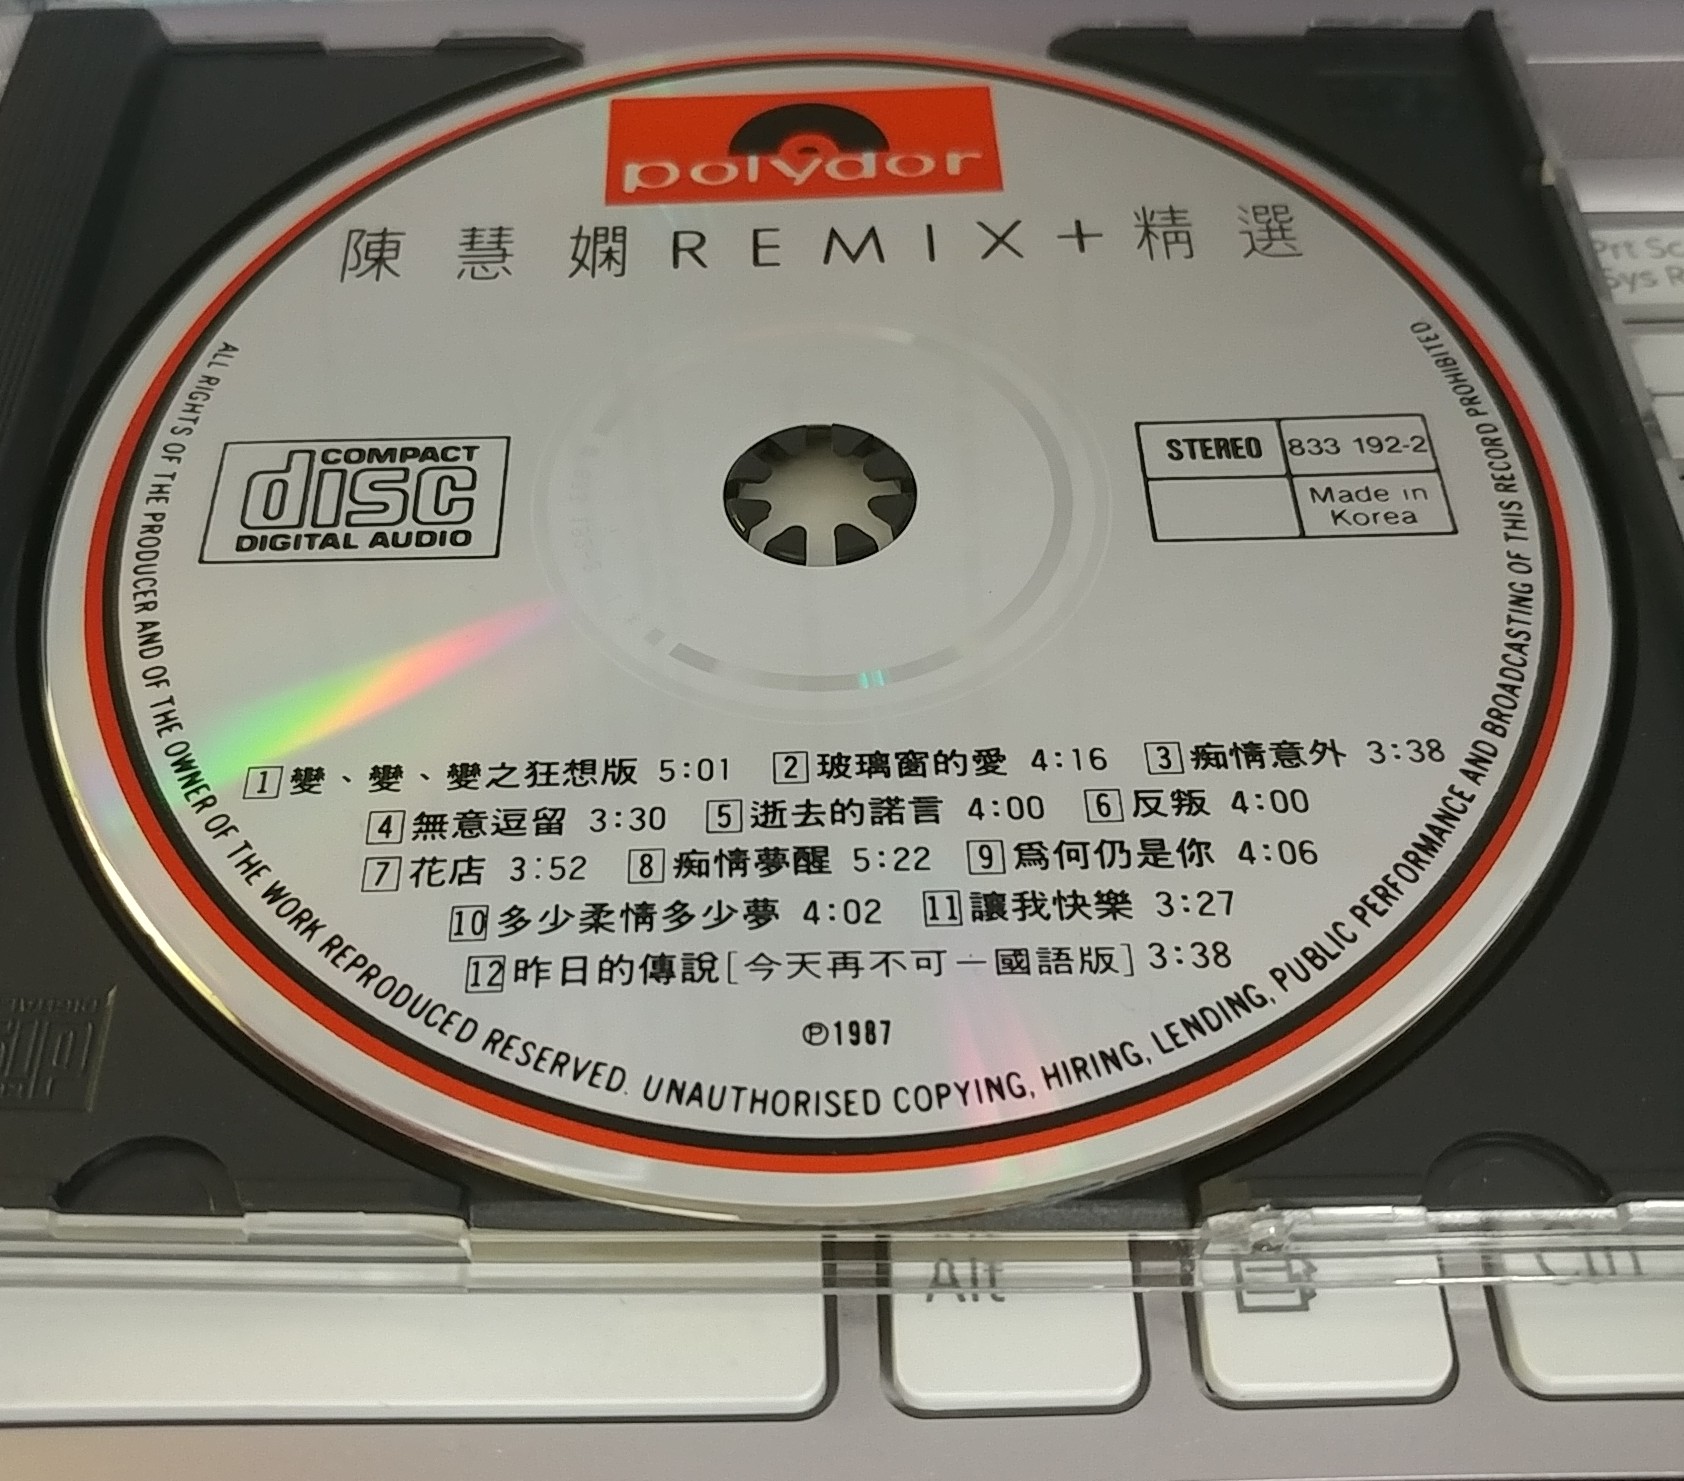 polydor
陳慧嫻REMIX+精選
COMPACT
disc
DIGITAL AUDIO
STEREO 833 192-2
Made in
Korea
1 變、變、變之狂想版 5:01 2 玻璃窗的愛 4:16 3 痴情意外 3:38
4 無意逗留 3:30 5 逝去的諾言 4:00 6 反叛 4:00
7 花店 3:52 8 痴情夢醒 5:22 9 爲何仍是你 4:06
10 多少柔情多少夢 4:02 11 讓我快樂 3:27
12 昨日的傳說[今天再不可－國語版] 3:38
℗1987
ALL RIGHTS OF THE PRODUCER AND OF THE OWNER OF THE WORK REPRODUCED RESERVED. UNAUTHORISED COPYING, HIRING, LENDING, PUBLIC PERFORMANCE AND BROADCASTING OF THIS RECORD PROHIBITED
Prt Sc
Sys R
Alt